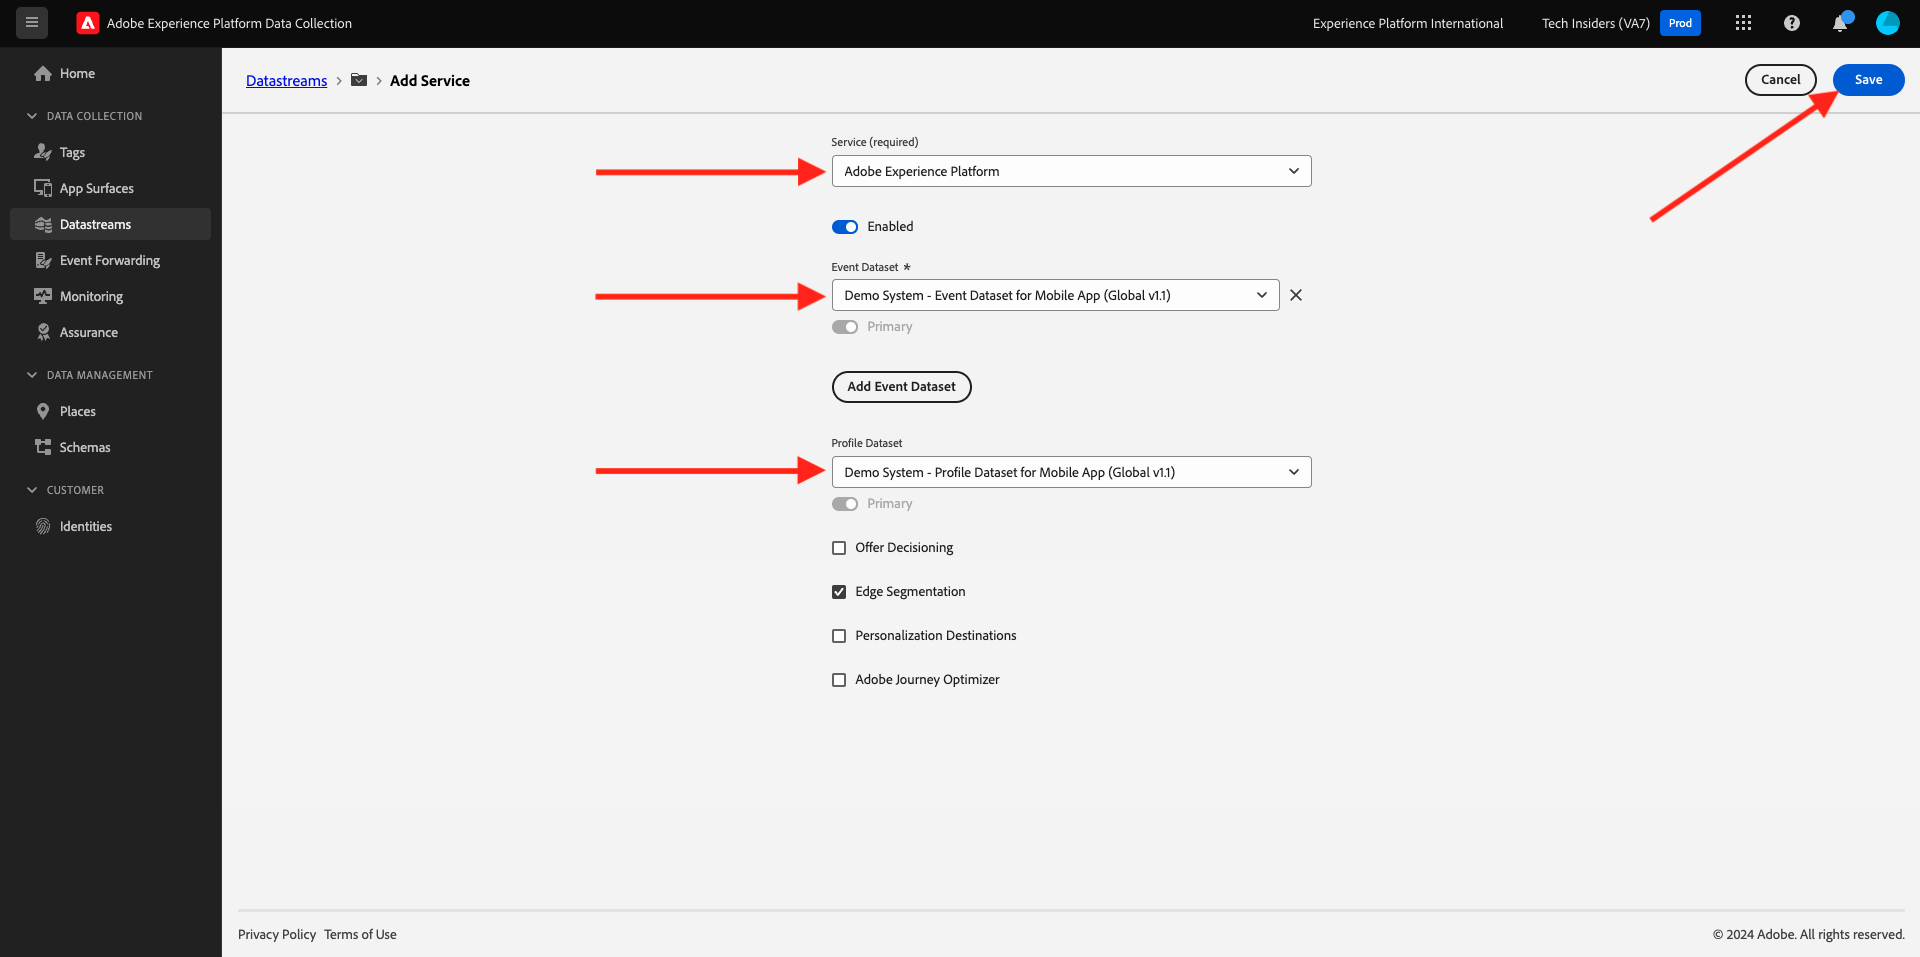 Adobe Experience Platform Data Collection
Experience Platform International
Tech Insiders (VA7)
Prod
Home
DATA COLLECTION
Tags
App Surfaces
Datastreams
Event Forwarding
Monitoring
Assurance
DATA MANAGEMENT
Places
Schemas
CUSTOMER
Identities
Datastreams > > Add Service
Cancel
Save
Service (required)
Adobe Experience Platform
Enabled
Event Dataset *
Demo System - Event Dataset for Mobile App (Global v1.1)
Primary
Add Event Dataset
Profile Dataset
Demo System - Profile Dataset for Mobile App (Global v1.1)
Primary
Offer Decisioning
Edge Segmentation
Personalization Destinations
Adobe Journey Optimizer
Privacy Policy Terms of Use
© 2024 Adobe. All rights reserved.